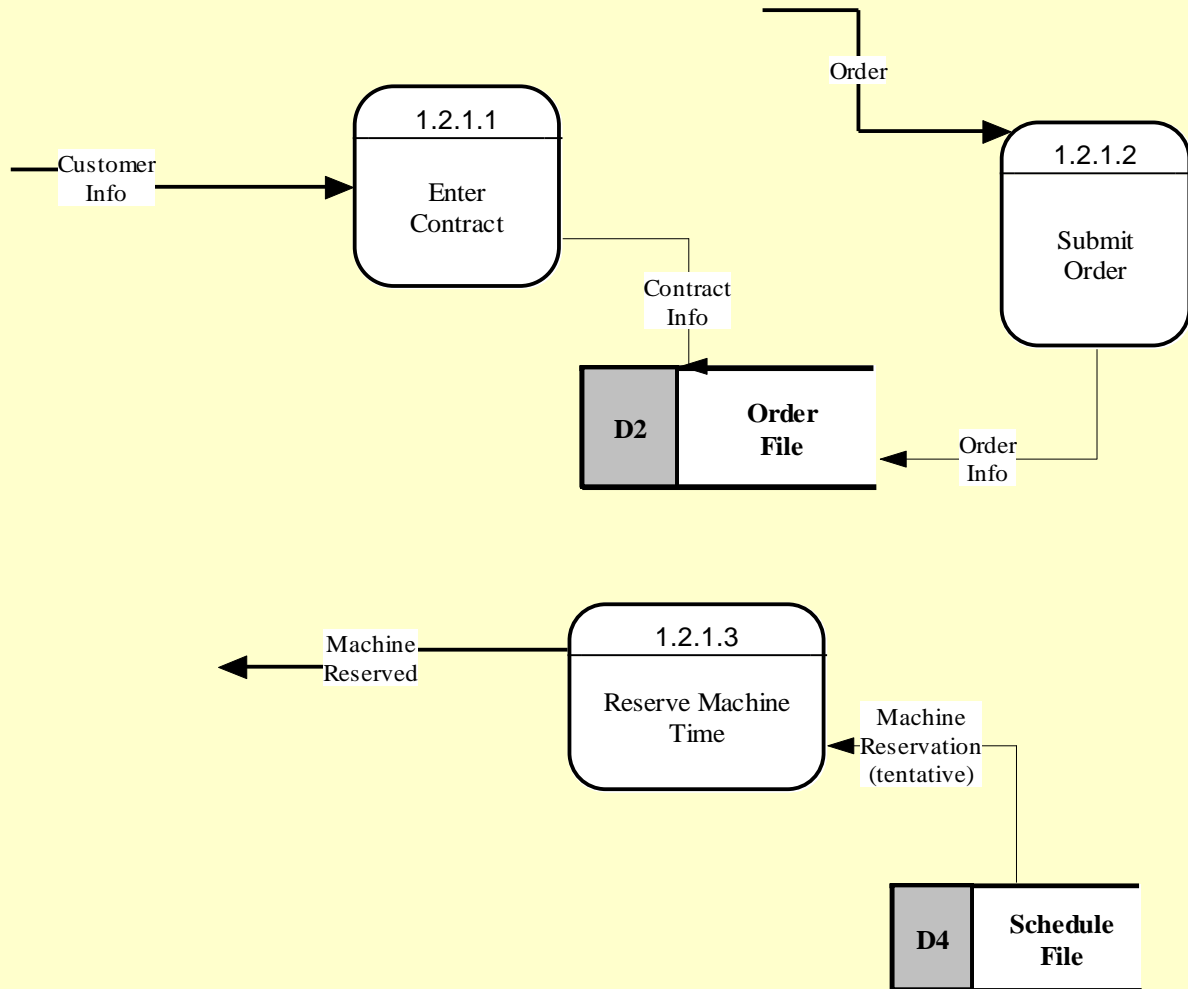 Order
1.2.1.1
Customer
Info
Enter
Contract
1.2.1.2
Submit
Order
Contract
Info
D2
Order
File
Order
Info
1.2.1.3
Machine
Reserved
Reserve Machine
Time
Machine
Reservation
(tentative)
D4
Schedule
File